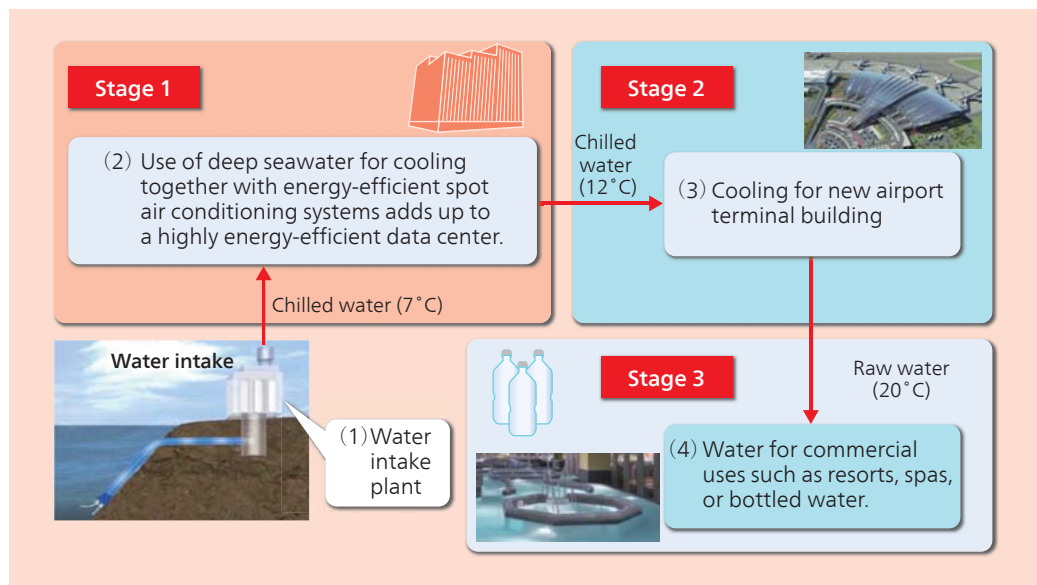 Stage 1
(2) Use of deep seawater for cooling
together with energy-efficient spot
air conditioning systems adds up to
a highly energy-efficient data center.
Chilled water (7˚C)
Water intake
(1) Water
intake
plant
Stage 2
Chilled
water
(12˚C)
(3) Cooling for new airport
terminal building
Stage 3
Raw water
(20˚C)
(4) Water for commercial
uses such as resorts, spas,
or bottled water.